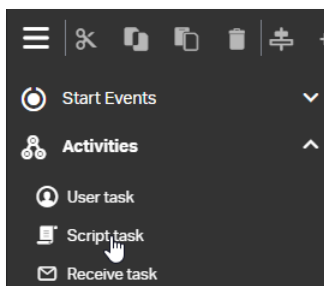 Start Events
Activities
User task
Script task
Receive task